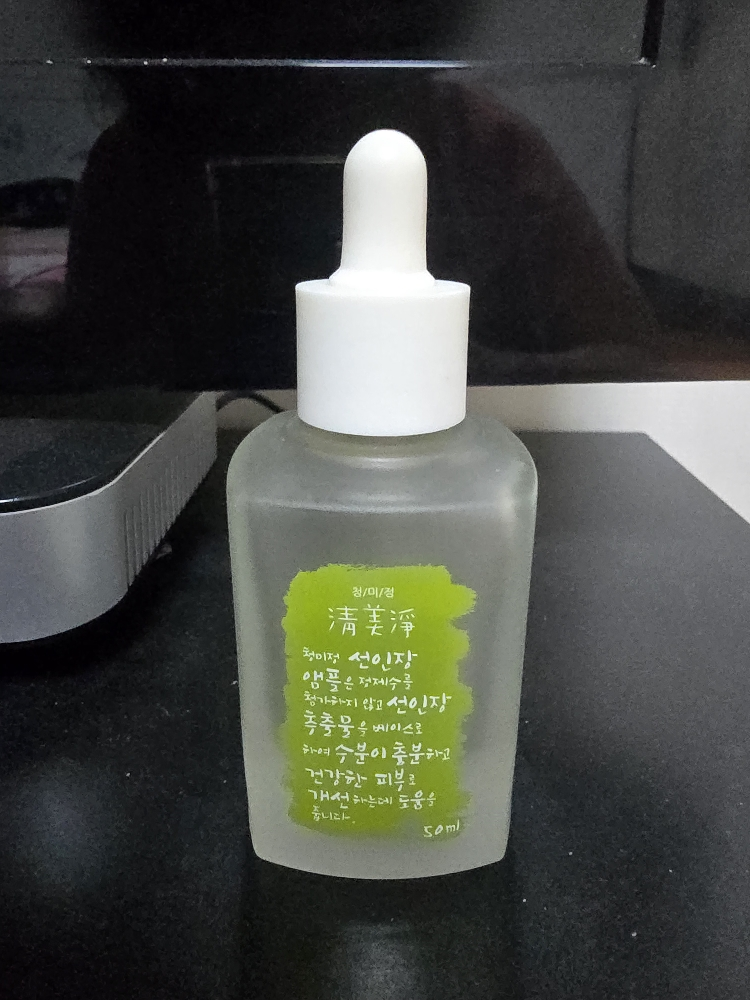 청/미/정
淸美淨
청미정 선인장
앰플은 정제수를
첨가하지 않고 선인장
추출물을 베이스로
하여 수분이 충분하고
건강한 피부로
개선하는데 도움을
줍니다.
50ml